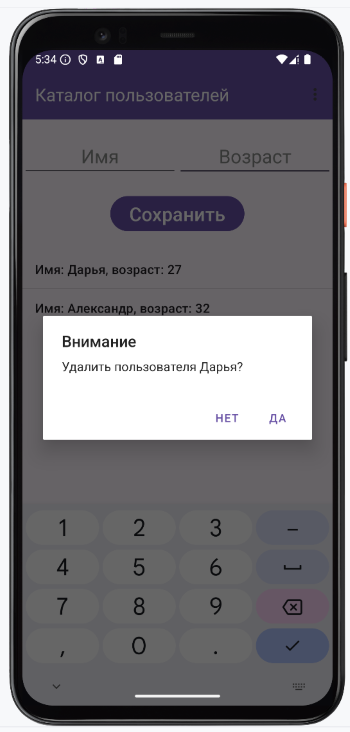 5:34
Каталог пользователей
Имя Возраст
Сохранить
Имя: Дарья, возраст: 27
Имя: Александр, возраст: 32
Внимание
Удалить пользователя Дарья?
НЕТ ДА
1 2 3 –
4 5 6
7 8 9
, 0 .